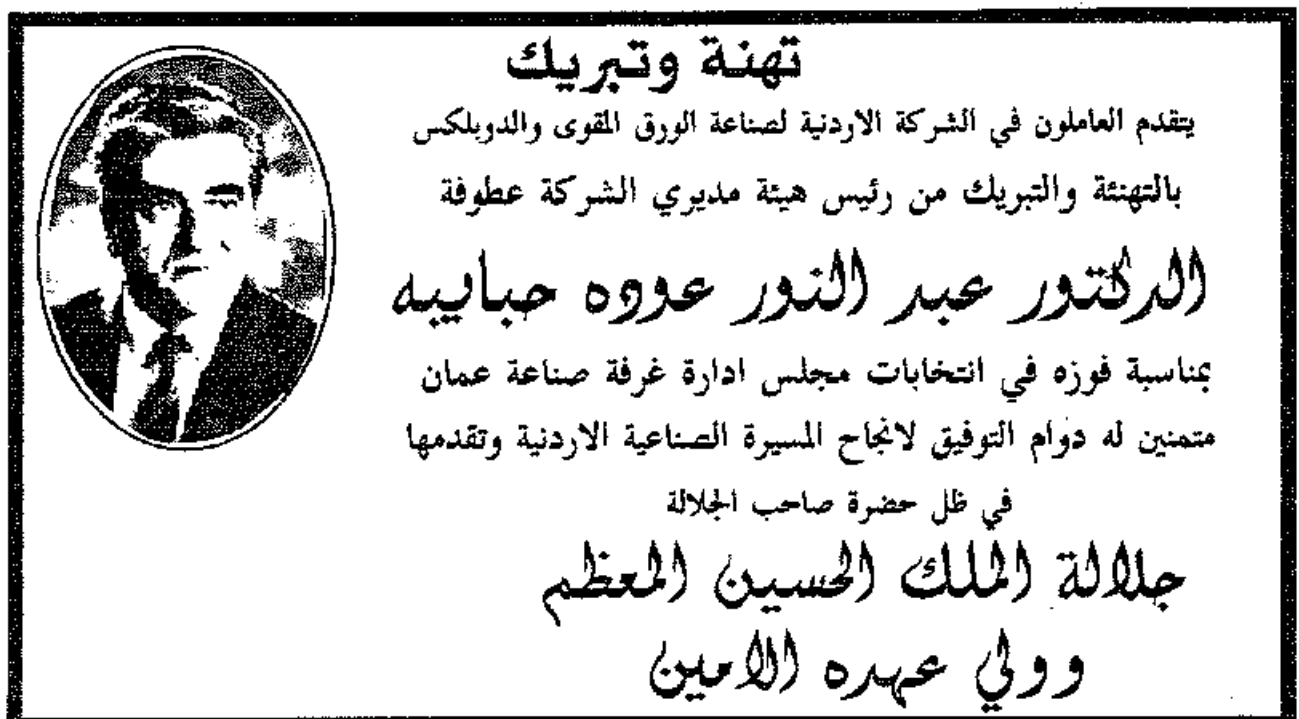 تهنة وتبريك
يتقدم العاملون في الشركة الاردنية لصناعة الورق المقوى والدوبلكس
بالتهنئة والتبريك من رئيس هيئة مديري الشركة عطوفة
الدكتور عبد النور عوده حبايبه
بمناسبة فوزه في انتخابات مجلس ادارة غرفة صناعة عمان
متمنين له دوام التوفيق لانجاح المسيرة الصناعية الاردنية وتقدمها
في ظل حضرة صاحب الجلالة
جلالة الملك الحسين المعظم
وولي عهده الامين